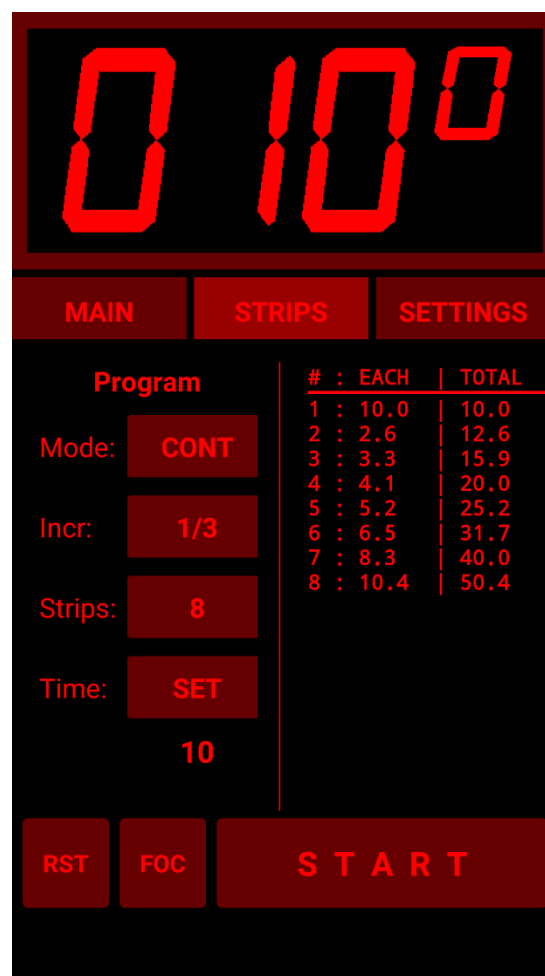 010⁰
MAIN STRIPS SETTINGS
Program
Mode: CONT
Incr: 1/3
Strips: 8
Time: SET
10
# : EACH | TOTAL
1 : 10.0 | 10.0
2 : 2.6 | 12.6
3 : 3.3 | 15.9
4 : 4.1 | 20.0
5 : 5.2 | 25.2
6 : 6.5 | 31.7
7 : 8.3 | 40.0
8 : 10.4 | 50.4
RST FOC START